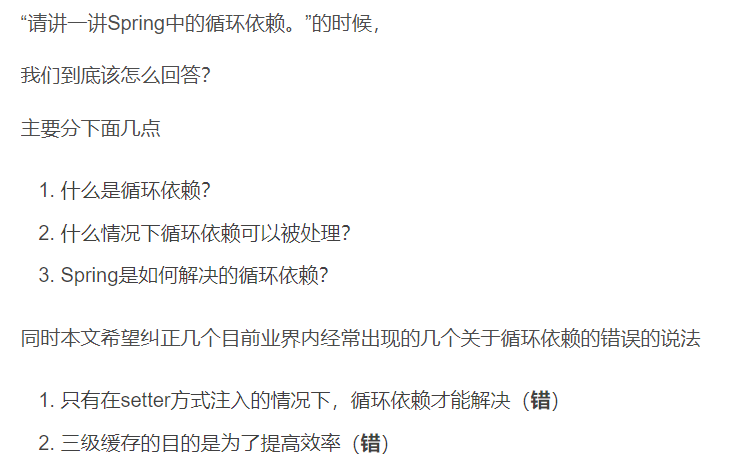 “请讲一讲Spring中的循环依赖。”的时候，
我们到底该怎么回答？
主要分下面几点
1. 什么是循环依赖？
2. 什么情况下循环依赖可以被处理？
3. Spring是如何解决的循环依赖？
同时本文希望纠正几个目前业界内经常出现的几个关于循环依赖的错误的说法
1. 只有在setter方式注入的情况下，循环依赖才能解决（错）
2. 三级缓存的目的是为了提高效率（错）